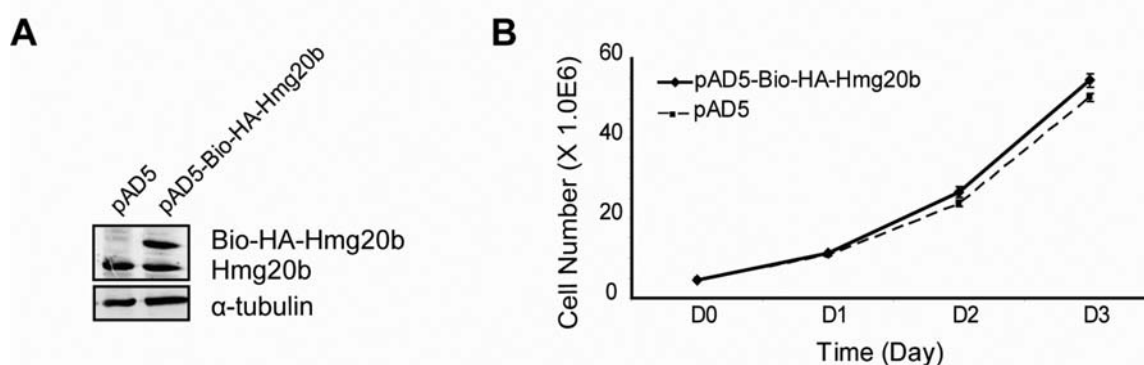 A
pAD5
pAD5-Bio-HA-Hmg20b
Bio-HA-Hmg20b
Hmg20b
α-tubulin
B
60
40
20
0
Cell Number (X 1.0E6)
pAD5-Bio-HA-Hmg20b
pAD5
D0 D1 D2 D3
Time (Day)